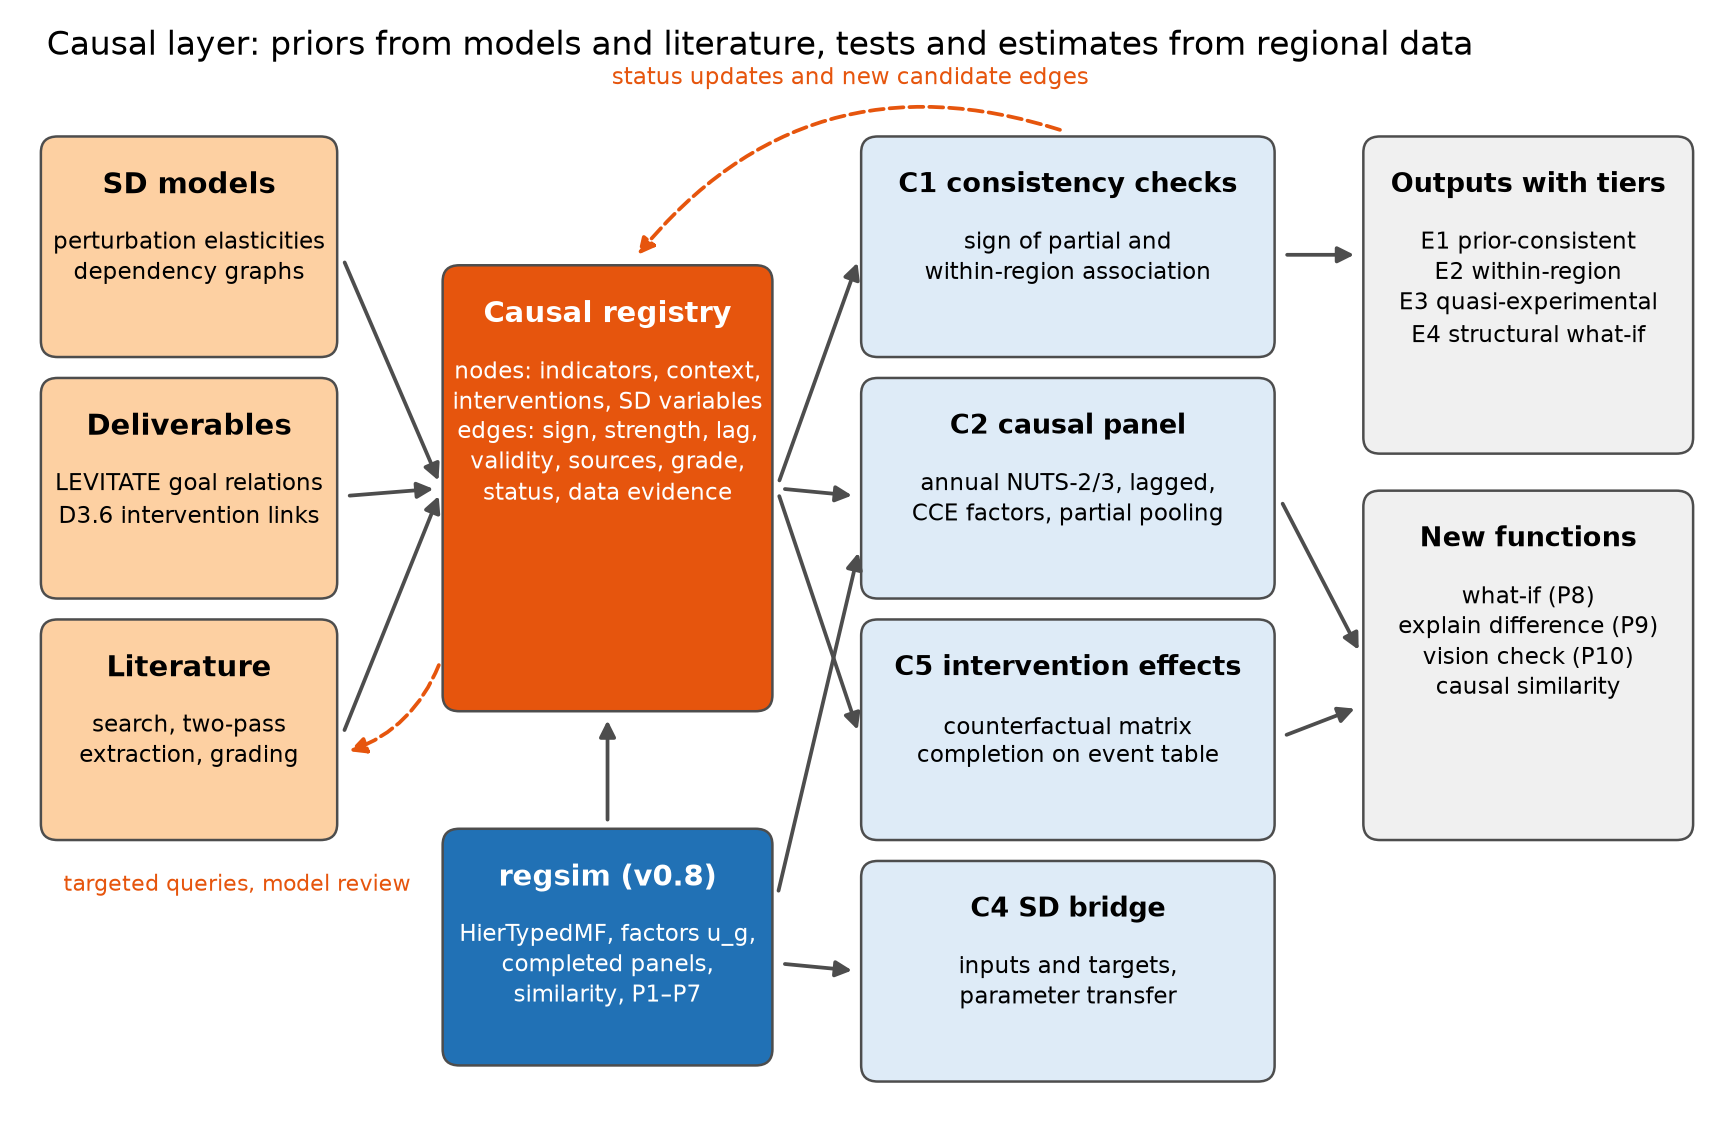 Causal layer: priors from models and literature, tests and estimates from regional data
status updates and new candidate edges
SD models
perturbation elasticities
dependency graphs
Deliverables
LEVITATE goal relations
D3.6 intervention links
Literature
search, two-pass
extraction, grading
targeted queries, model review
Causal registry
nodes: indicators, context,
interventions, SD variables
edges: sign, strength, lag,
validity, sources, grade,
status, data evidence
regsim (v0.8)
HierTypedMF, factors u_g,
completed panels,
similarity, P1–P7
C1 consistency checks
sign of partial and
within-region association
C2 causal panel
annual NUTS-2/3, lagged,
CCE factors, partial pooling
C5 intervention effects
counterfactual matrix
completion on event table
C4 SD bridge
inputs and targets,
parameter transfer
Outputs with tiers
E1 prior-consistent
E2 within-region
E3 quasi-experimental
E4 structural what-if
New functions
what-if (P8)
explain difference (P9)
vision check (P10)
causal similarity